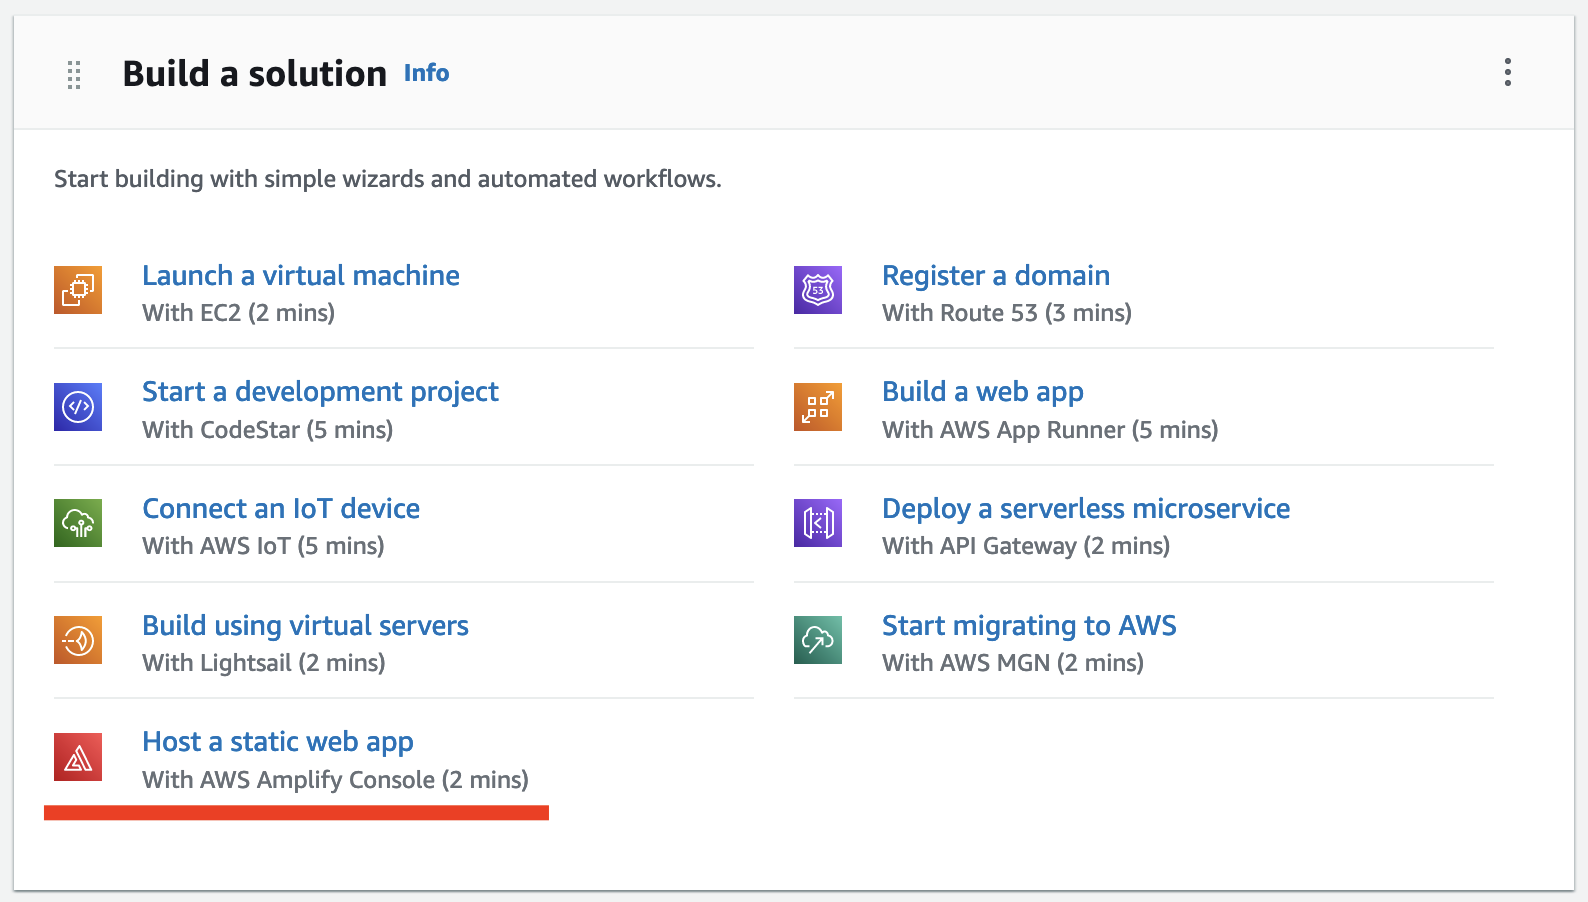 Build a solution Info
Start building with simple wizards and automated workflows.
Launch a virtual machine
With EC2 (2 mins)
Register a domain
With Route 53 (3 mins)
53
Start a development project
With CodeStar (5 mins)
Build a web app
With AWS App Runner (5 mins)
Connect an IoT device
With AWS IoT (5 mins)
Deploy a serverless microservice
With API Gateway (2 mins)
Build using virtual servers
With Lightsail (2 mins)
Start migrating to AWS
With AWS MGN (2 mins)
Host a static web app
With AWS Amplify Console (2 mins)